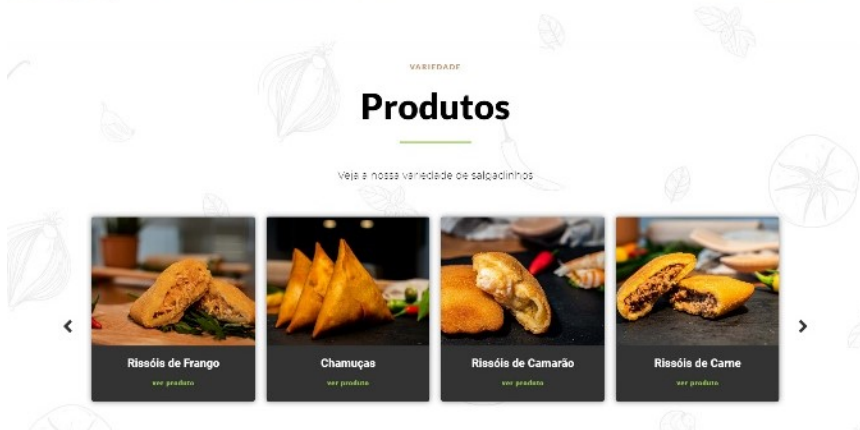 VARIEDADE
Produtos
Veja a nossa variedade de salgadinhos
Rissóis de Frango
ver produto
Chamuças
ver produto
Rissóis de Camarão
ver produto
Rissóis de Carne
ver produto